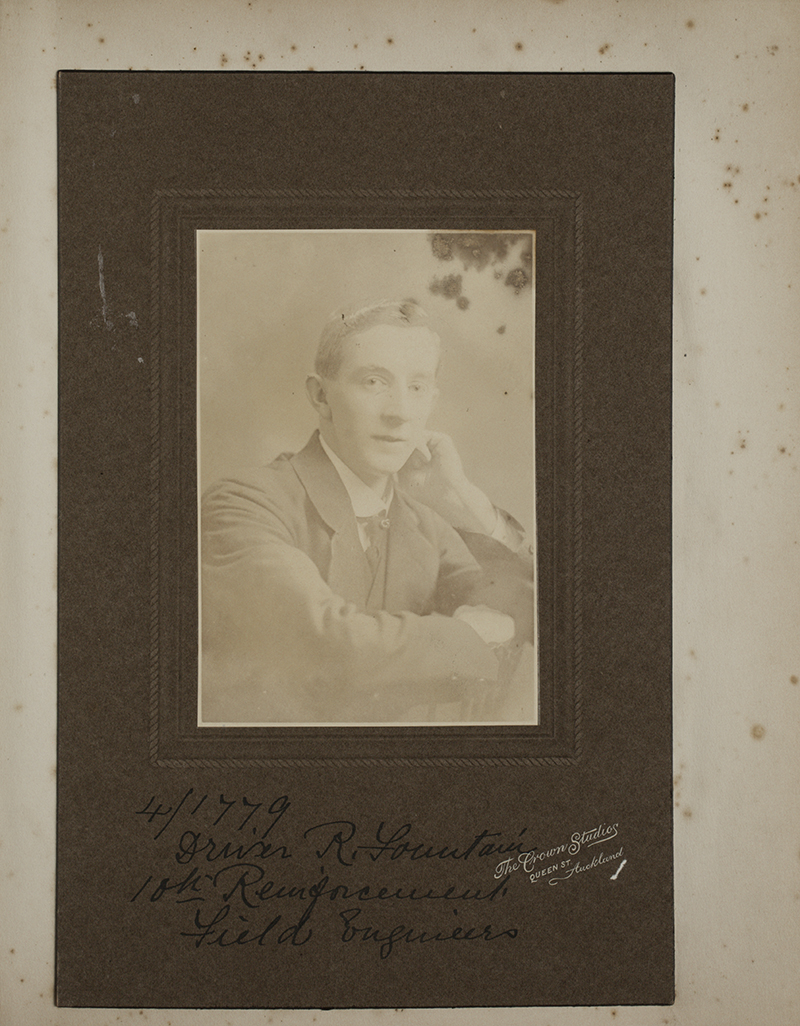 4/1779
Driver R. Fountain
10th Reinforcement
Field Engineers
The Crown Studios
QUEEN ST.
Auckland